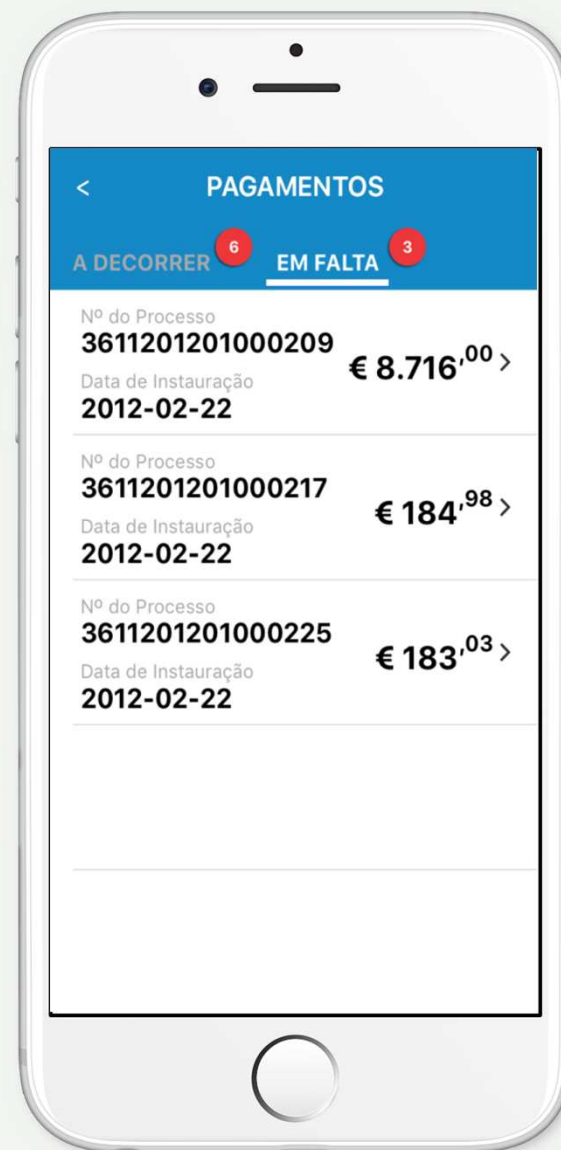 < PAGAMENTOS
A DECORRER 6 EM FALTA 3
Nº do Processo
3611201201000209
€ 8.716,00 >
Data de Instauração
2012-02-22
Nº do Processo
3611201201000217
€ 184,98 >
Data de Instauração
2012-02-22
Nº do Processo
3611201201000225
€ 183,03 >
Data de Instauração
2012-02-22